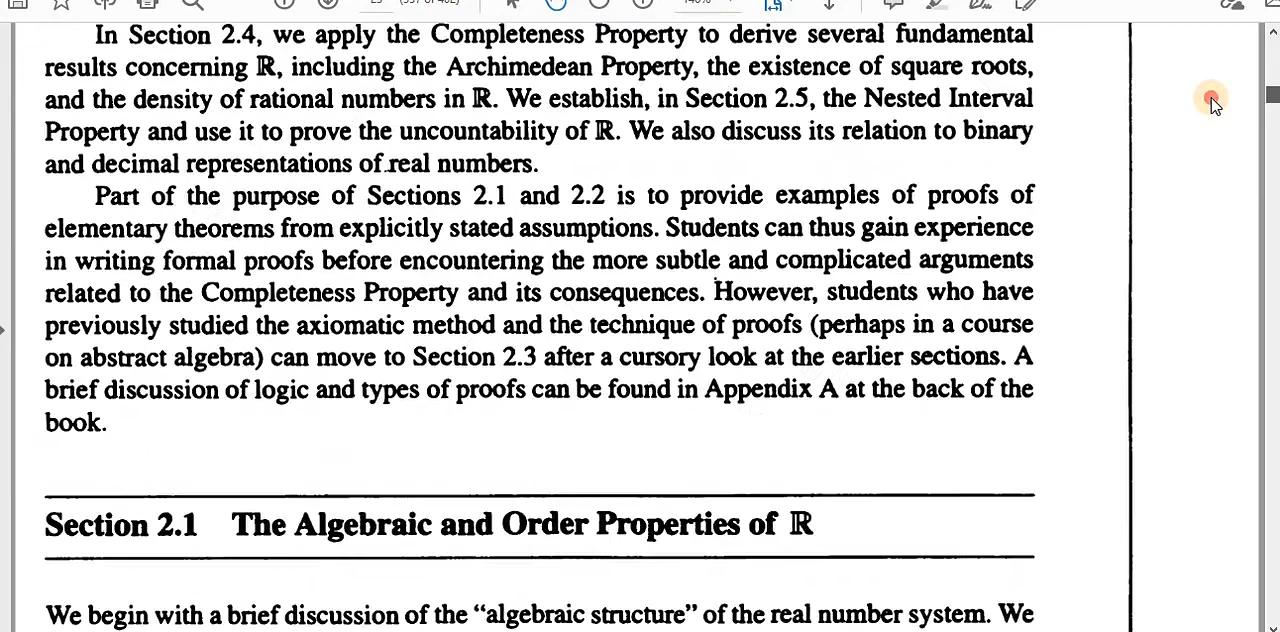 In Section 2.4, we apply the Completeness Property to derive several fundamental
results concerning ℝ, including the Archimedean Property, the existence of square roots,
and the density of rational numbers in ℝ. We establish, in Section 2.5, the Nested Interval
Property and use it to prove the uncountability of ℝ. We also discuss its relation to binary
and decimal representations of real numbers.
Part of the purpose of Sections 2.1 and 2.2 is to provide examples of proofs of
elementary theorems from explicitly stated assumptions. Students can thus gain experience
in writing formal proofs before encountering the more subtle and complicated arguments
related to the Completeness Property and its consequences. However, students who have
previously studied the axiomatic method and the technique of proofs (perhaps in a course
on abstract algebra) can move to Section 2.3 after a cursory look at the earlier sections. A
brief discussion of logic and types of proofs can be found in Appendix A at the back of the
book.
Section 2.1 The Algebraic and Order Properties of ℝ
We begin with a brief discussion of the “algebraic structure” of the real number system. We